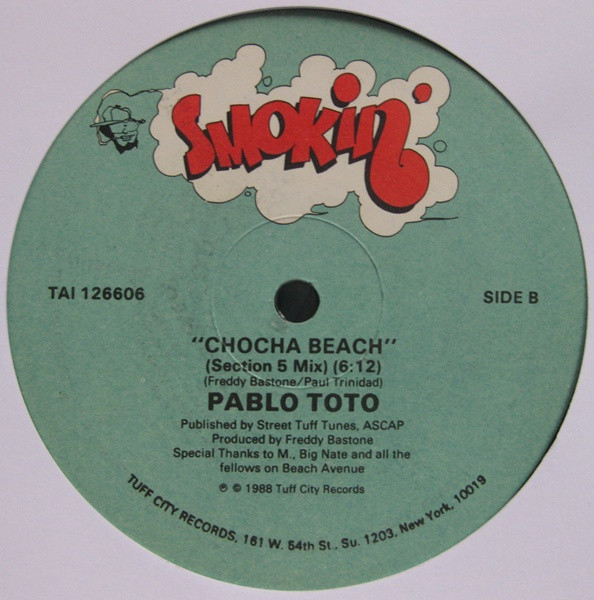 SMOKIN'
TAI 126606
SIDE B
"CHOCHA BEACH"
(Section 5 Mix) (6:12)
(Freddy Bastone/Paul Trinidad)
PABLO TOTO
Published by Street Tuff Tunes, ASCAP
Produced by Freddy Bastone
Special Thanks to M., Big Nate and all the
fellows on Beach Avenue
℗ © 1988 Tuff City Records
TUFF CITY RECORDS, 161 W. 54th St., Su. 1203, New York, 10019